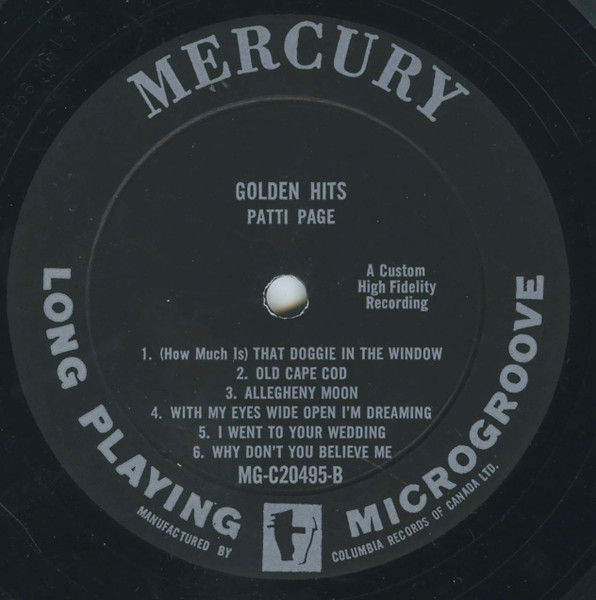 MERCURY
GOLDEN HITS
PATTI PAGE
A Custom
High Fidelity
Recording
1. (How Much Is) THAT DOGGIE IN THE WINDOW
2. OLD CAPE COD
3. ALLEGHENY MOON
4. WITH MY EYES WIDE OPEN I'M DREAMING
5. I WENT TO YOUR WEDDING
6. WHY DON'T YOU BELIEVE ME
MG-C20495-B
LONG PLAYING MICROGROOVE
MANUFACTURED BY COLUMBIA RECORDS OF CANADA LTD.